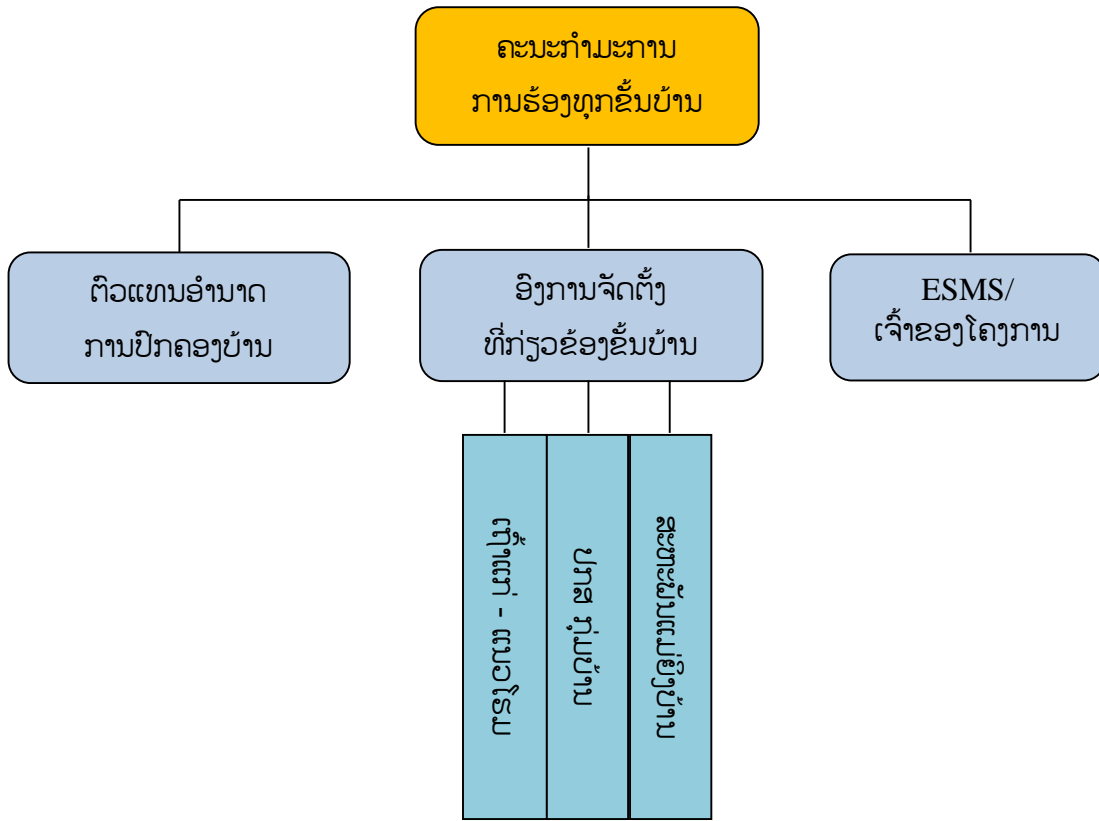 ຄະນະກຳມະການ
ການຮ້ອງທຸກຂັ້ນບ້ານ
ຕົວແທນອຳນາດ
ການປົກຄອງບ້ານ
ອົງການຈັດຕັ້ງ
ທີ່ກ່ຽວຂ້ອງຂັ້ນບ້ານ
ESMS/
ເຈົ້າຂອງໂຄງການ
ເຖົ້າແກ່ - ແນວໂຮມ
ປກສ ກຸ່ມບ້ານ
ສະຫະພັນແມ່ຍິງບ້ານ